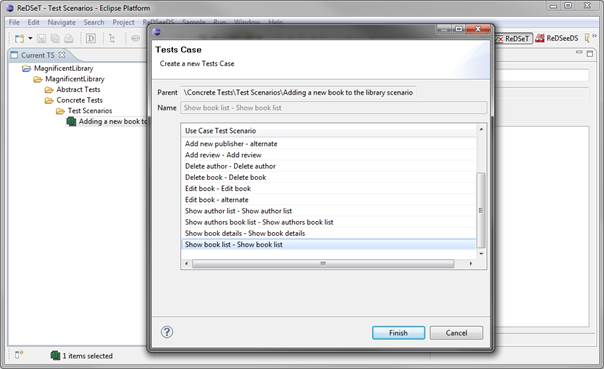 ReDSeT - Test Scenarios - Eclipse Platform
File Edit Navigate Search Project ReDSeeDS Sample Run Window Help
ReDSeT
ReDSeeDS
Current TS
MagnificentLibrary
MagnificentLibrary
Abstract Tests
Concrete Tests
Test Scenarios
Adding a new book to
Tests Case
Create a new Tests Case
Parent \Concrete Tests\Test Scenarios\Adding a new book to the library scenario
Name Show book list - Show book list
Use Case Test Scenario
Add new publisher - alternate
Add review - Add review
Delete author - Delete author
Delete book - Delete book
Edit book - Edit book
Edit book - alternate
Show author list - Show author list
Show authors book list - Show authors book list
Show book details - Show book details
Show book list - Show book list
Finish
Cancel
1 items selected